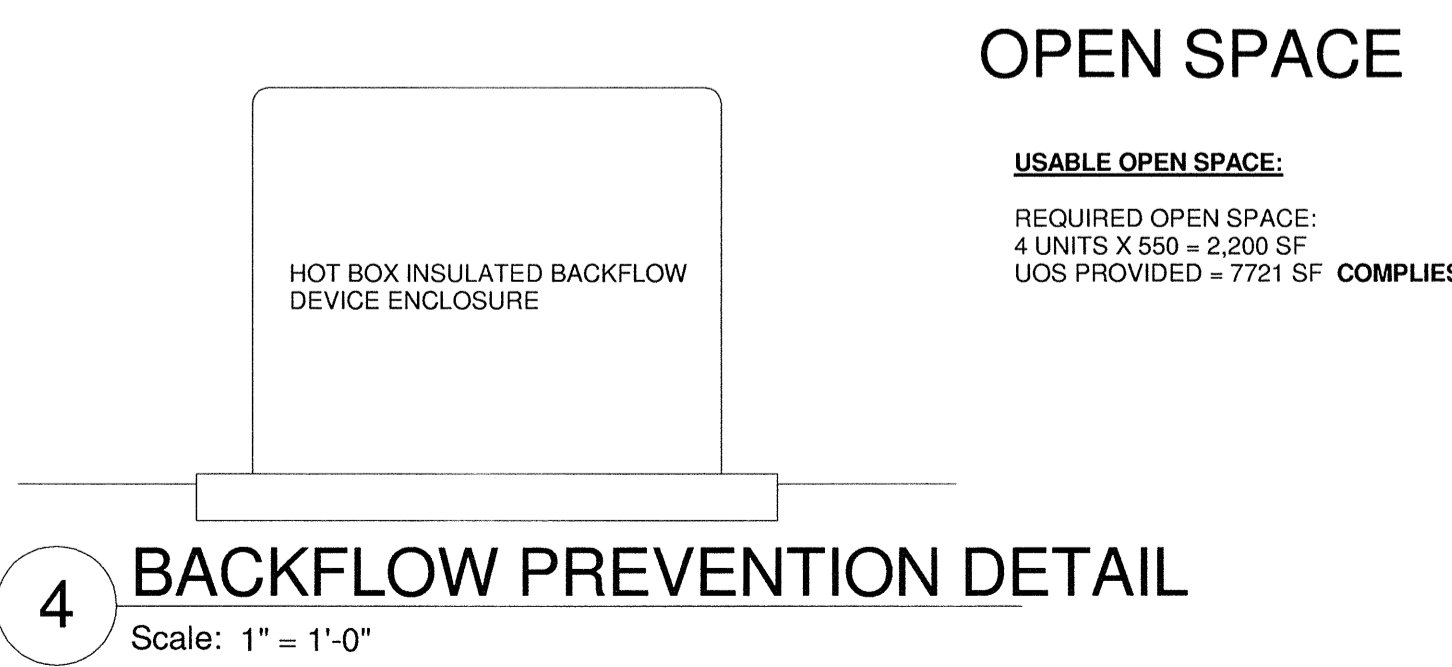 OPEN SPACE
USABLE OPEN SPACE:
REQUIRED OPEN SPACE:
4 UNITS X 550 = 2,200 SF
UOS PROVIDED = 7721 SF COMPLIES
HOT BOX INSULATED BACKFLOW
DEVICE ENCLOSURE
4
BACKFLOW PREVENTION DETAIL
Scale: 1" = 1'-0"